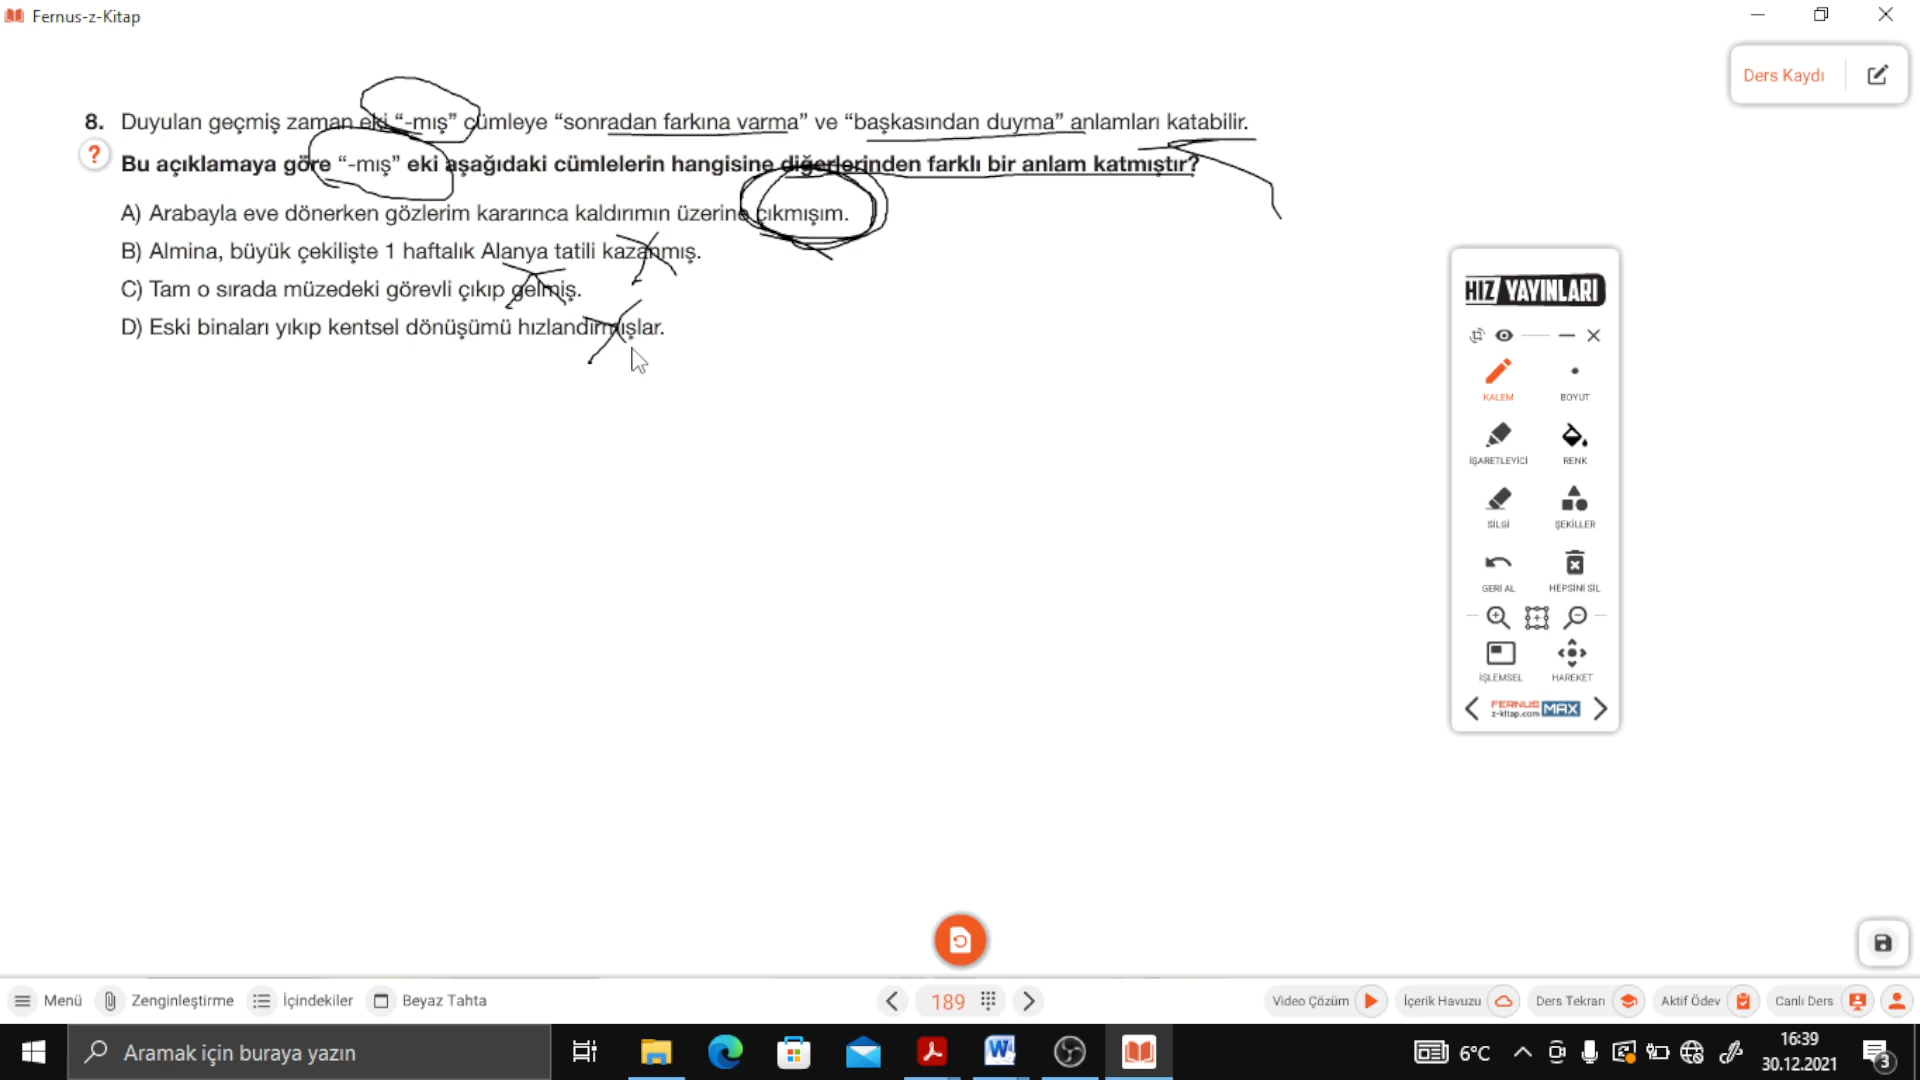 Fernus-z-Kitap
Ders Kaydı
8. Duyulan geçmiş zaman eki “-mış” cümleye “sonradan farkına varma” ve “başkasından duyma” anlamları katabilir.
? Bu açıklamaya göre “-mış” eki aşağıdaki cümlelerin hangisine diğerlerinden farklı bir anlam katmıştır?
A) Arabayla eve dönerken gözlerim kararınca kaldırımın üzerine çıkmışım.
B) Almina, büyük çekilişte 1 haftalık Alanya tatili kazanmış.
C) Tam o sırada müzedeki görevli çıkıp gelmiş.
D) Eski binaları yıkıp kentsel dönüşümü hızlandırmışlar.
HIZ YAYINLARI
KALEM BOYUT
İŞARETLEYİCİ RENK
SİLGİ ŞEKİLLER
GERİ AL HEPSİNİ SİL
İŞLEMSEL HAREKET
FERNUS
z-kitap.com MAX
Menü Zenginleştirme İçindekiler Beyaz Tahta 189 Video Çözüm İçerik Havuzu Ders Tekrarı Aktif Ödev Canlı Ders
Aramak için buraya yazın 6°C 16:39
30.12.2021
3